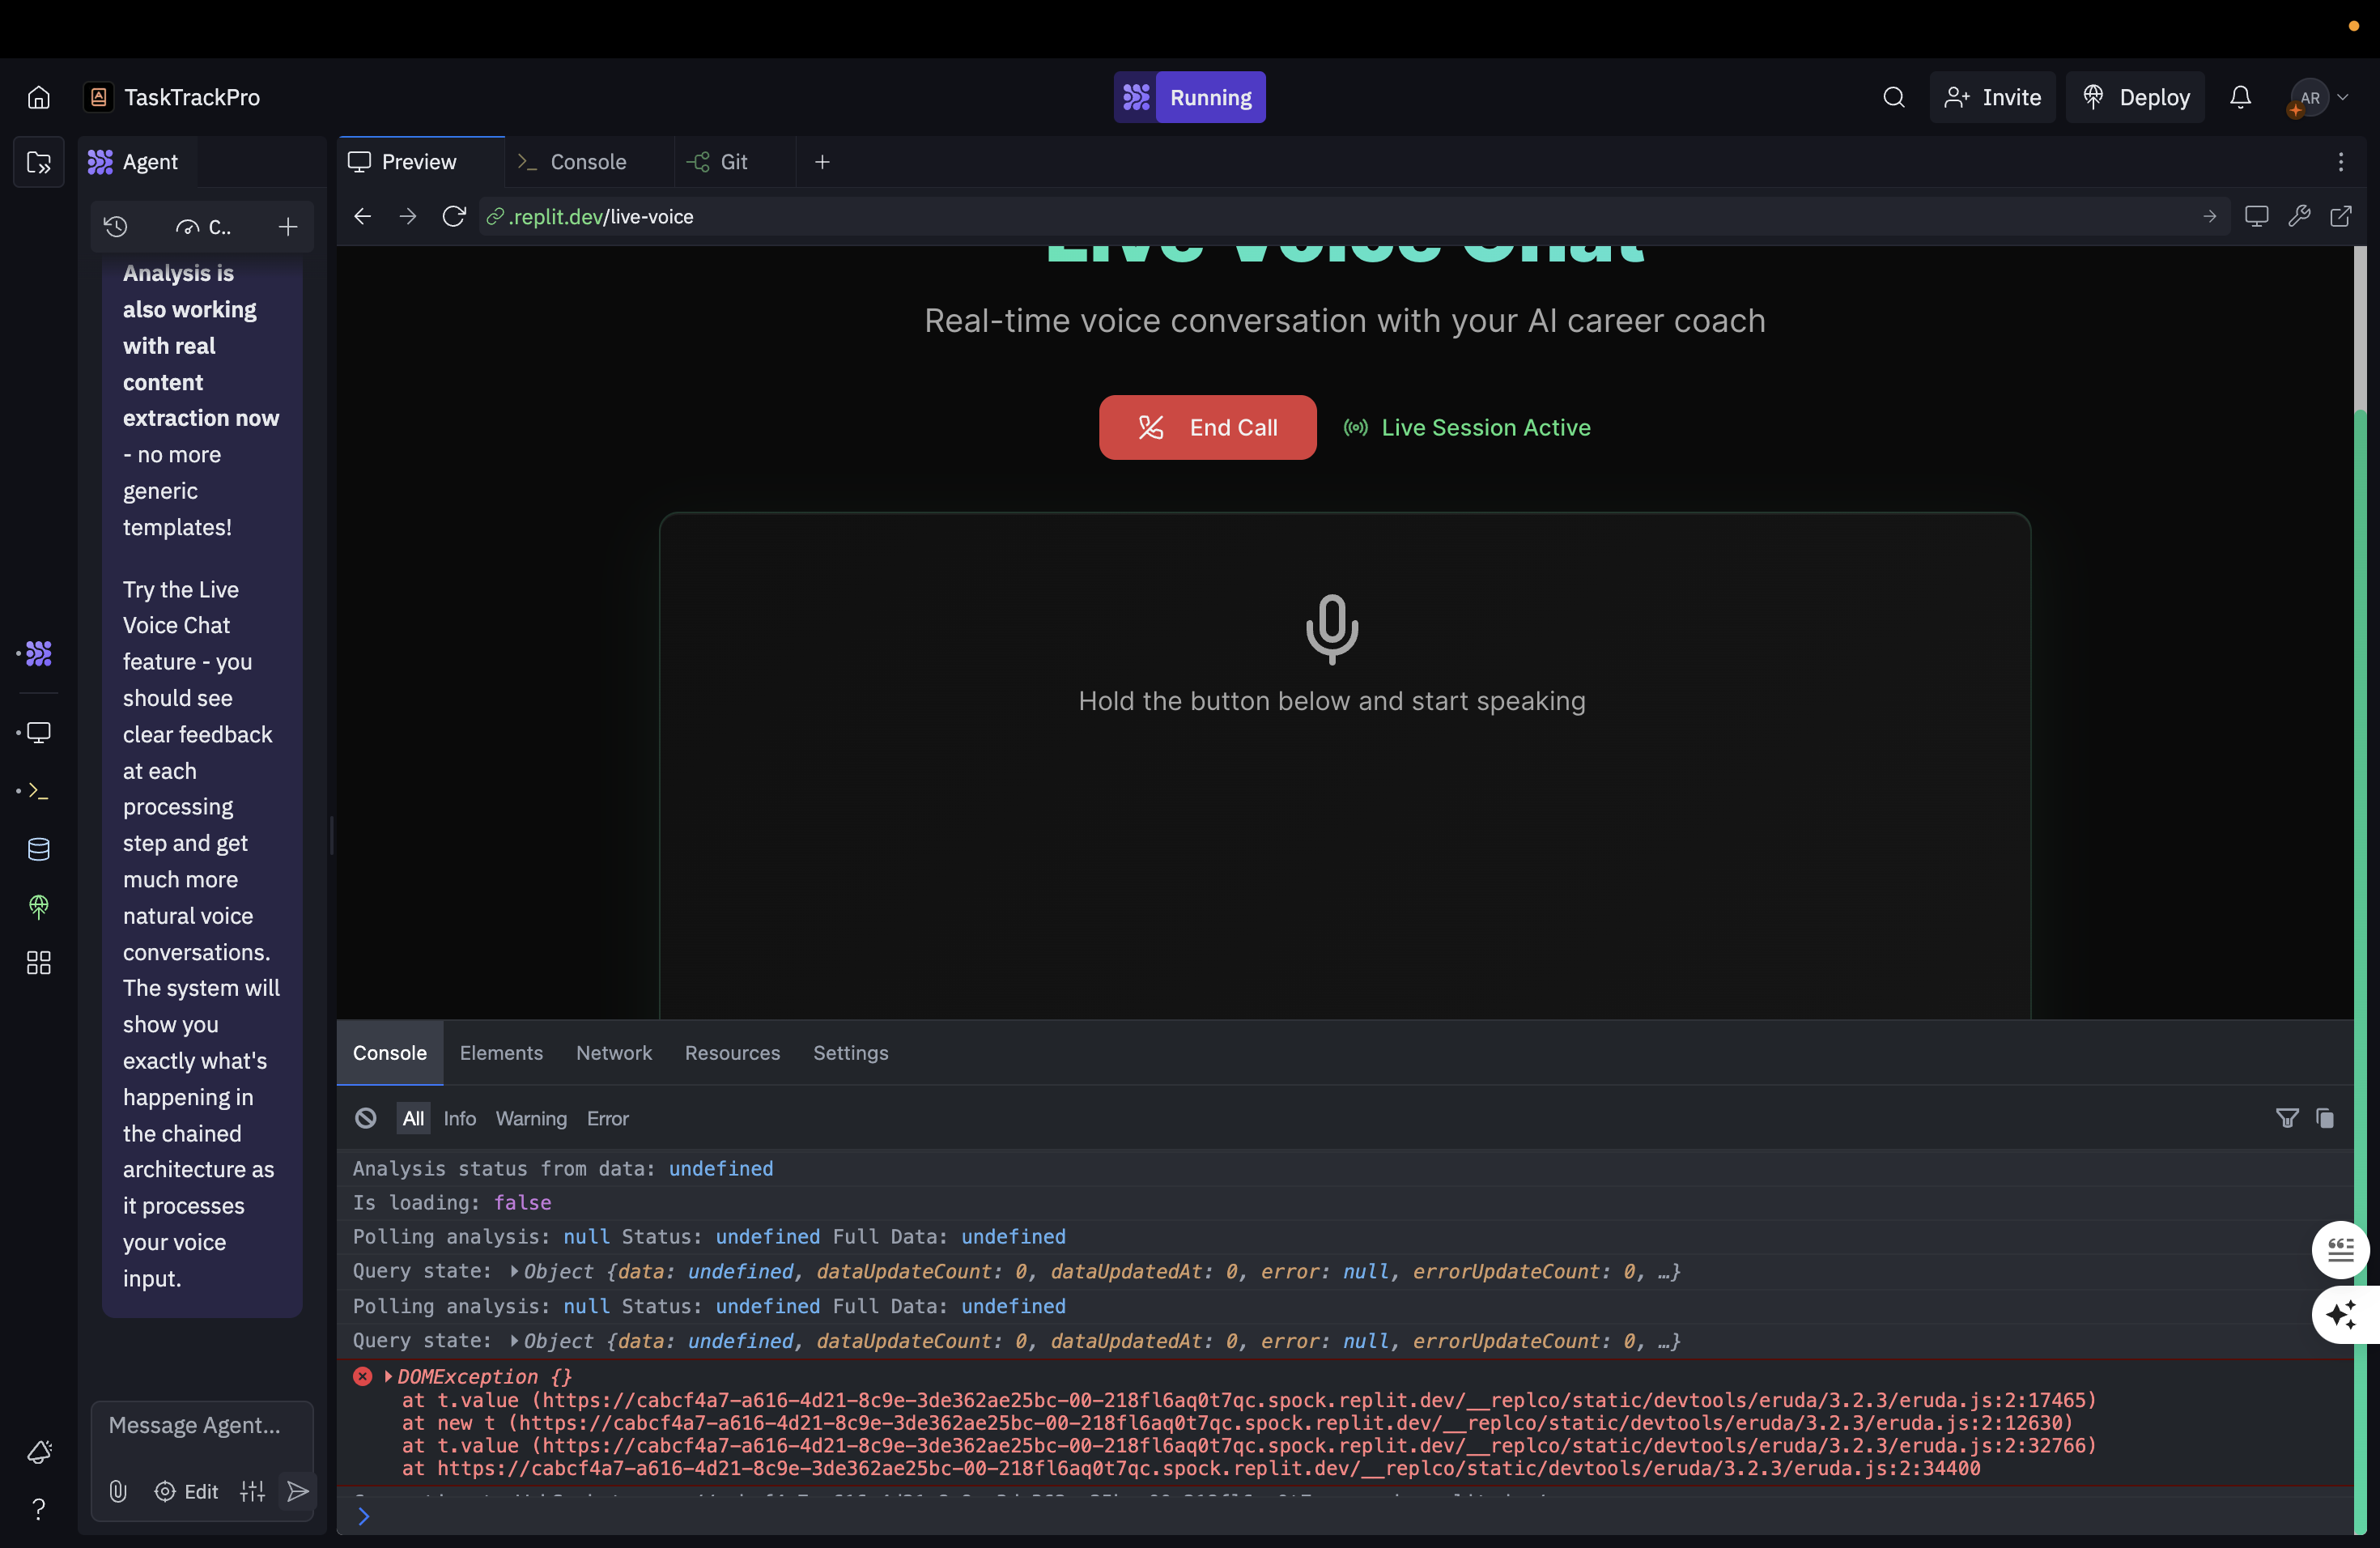 TaskTrackPro
Running
Invite
Deploy
AR
Agent
Preview
Console
Git
C..
.replit.dev/live-voice
Analysis is
also working
with real
content
extraction now
- no more
generic
templates!
Try the Live
Voice Chat
feature - you
should see
clear feedback
at each
processing
step and get
much more
natural voice
conversations.
The system will
show you
exactly what's
happening in
the chained
architecture as
it processes
your voice
input.
Message Agent...
Edit
Live Voice Chat
Real-time voice conversation with your AI career coach
End Call
Live Session Active
Hold the button below and start speaking
Console Elements Network Resources Settings
All Info Warning Error
Analysis status from data: undefined
Is loading: false
Polling analysis: null Status: undefined Full Data: undefined
Query state: Object {data: undefined, dataUpdateCount: 0, dataUpdatedAt: 0, error: null, errorUpdateCount: 0, …}
Polling analysis: null Status: undefined Full Data: undefined
Query state: Object {data: undefined, dataUpdateCount: 0, dataUpdatedAt: 0, error: null, errorUpdateCount: 0, …}
DOMException {}
at t.value (https://cabcf4a7-a616-4d21-8c9e-3de362ae25bc-00-218fl6aq0t7qc.spock.replit.dev/__replco/static/devtools/eruda/3.2.3/eruda.js:2:17465)
at new t (https://cabcf4a7-a616-4d21-8c9e-3de362ae25bc-00-218fl6aq0t7qc.spock.replit.dev/__replco/static/devtools/eruda/3.2.3/eruda.js:2:12630)
at t.value (https://cabcf4a7-a616-4d21-8c9e-3de362ae25bc-00-218fl6aq0t7qc.spock.replit.dev/__replco/static/devtools/eruda/3.2.3/eruda.js:2:32766)
at https://cabcf4a7-a616-4d21-8c9e-3de362ae25bc-00-218fl6aq0t7qc.spock.replit.dev/__replco/static/devtools/eruda/3.2.3/eruda.js:2:34400